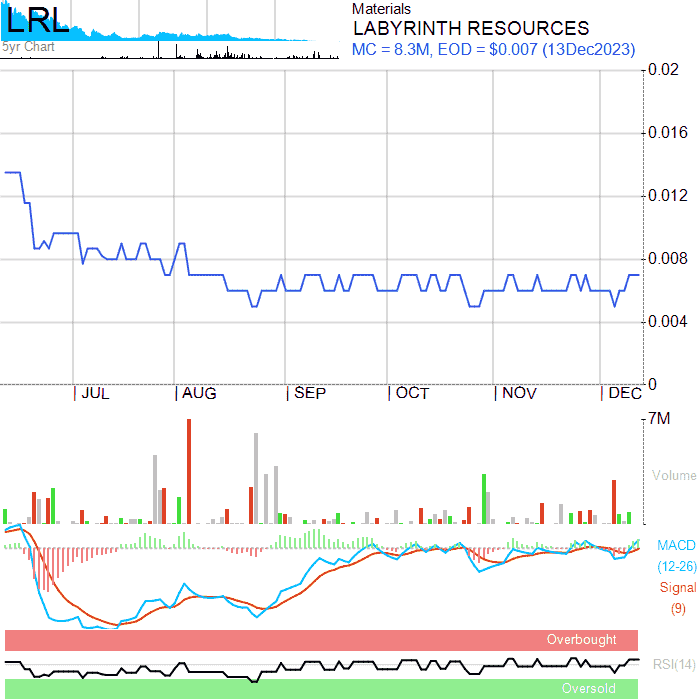 LRL
5yr Chart
Materials
LABYRINTH RESOURCES
MC = 8.3M, EOD = $0.007 (13Dec2023)
0.02
0.016
0.012
0.008
0.004
0
JUL AUG SEP OCT NOV DEC
7M
Volume
MACD
(12-26)
Signal
(9)
Overbought
RSI(14)
Oversold